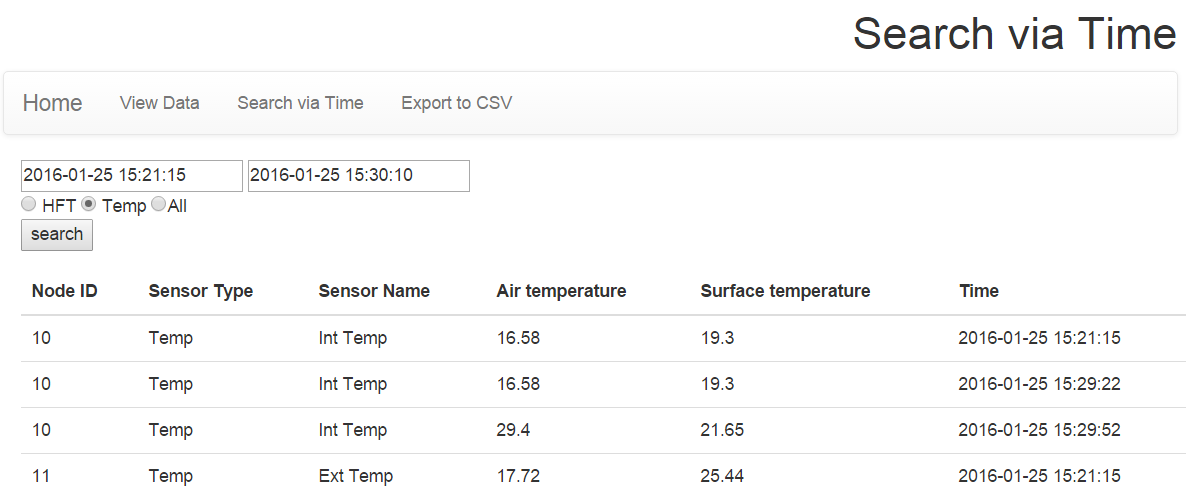 Search via Time
Home View Data Search via Time Export to CSV
2016-01-25 15:21:15 2016-01-25 15:30:10
HFT Temp All
search
Node ID Sensor Type Sensor Name Air temperature Surface temperature Time
10 Temp Int Temp 16.58 19.3 2016-01-25 15:21:15
10 Temp Int Temp 16.58 19.3 2016-01-25 15:29:22
10 Temp Int Temp 29.4 21.65 2016-01-25 15:29:52
11 Temp Ext Temp 17.72 25.44 2016-01-25 15:21:15